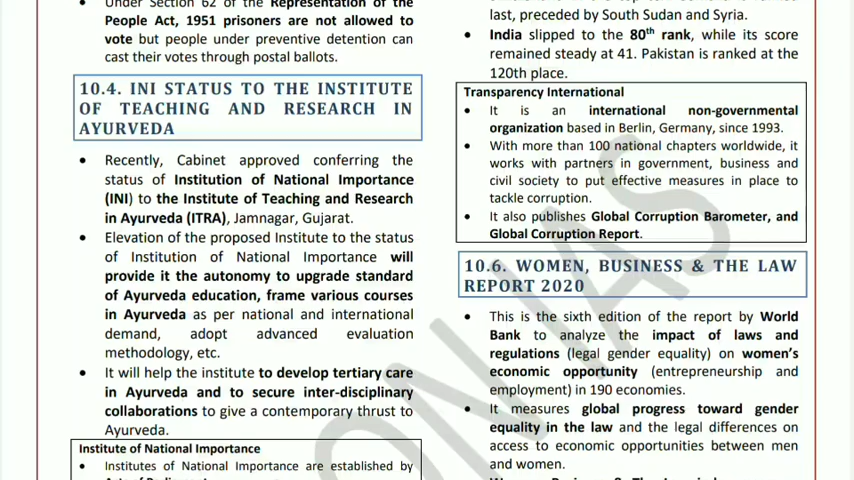 Under Section 62 of the Representation of
the People Act, 1951 prisoners are not allowed to
vote but people under preventive detention can
cast their votes through postal ballots.
10.4. INI STATUS TO THE INSTITUTE
OF TEACHING AND RESEARCH IN
AYURVEDA
• Recently, Cabinet approved conferring the
status of Institution of National Importance
(INI) to the Institute of Teaching and Research
in Ayurveda (ITRA), Jamnagar, Gujarat.
• Elevation of the proposed Institute to the status
of Institution of National Importance will
provide it the autonomy to upgrade standard
of Ayurveda education, frame various courses
in Ayurveda as per national and international
demand, adopt advanced evaluation
methodology, etc.
• It will help the institute to develop tertiary care
in Ayurveda and to secure inter-disciplinary
collaborations to give a contemporary thrust to
Ayurveda.
Institute of National Importance
• Institutes of National Importance are established by
last, preceded by South Sudan and Syria.
• India slipped to the 80th rank, while its score
remained steady at 41. Pakistan is ranked at the
120th place.
Transparency International
• It is an international non-governmental
organization based in Berlin, Germany, since 1993.
• With more than 100 national chapters worldwide, it
works with partners in government, business and
civil society to put effective measures in place to
tackle corruption.
• It also publishes Global Corruption Barometer, and
Global Corruption Report.
10.6. WOMEN, BUSINESS & THE LAW
REPORT 2020
• This is the sixth edition of the report by World
Bank to analyze the impact of laws and
regulations (legal gender equality) on women's
economic opportunity (entrepreneurship and
employment) in 190 economies.
• It measures global progress toward gender
equality in the law and the legal differences on
access to economic opportunities between men
and women.
ON IAS